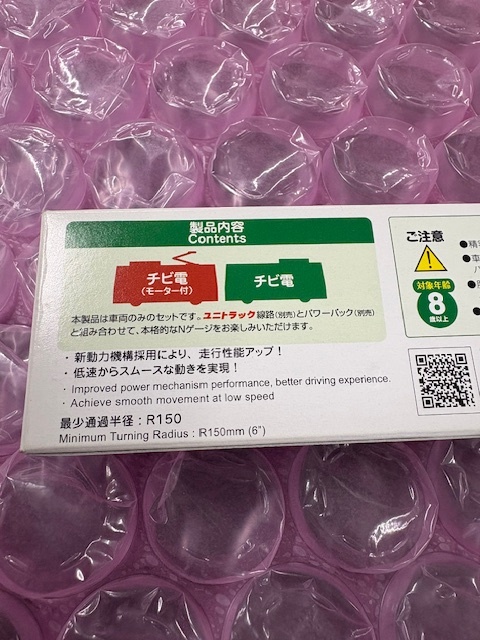 製品内容
Contents
チビ電
(モーター付)
チビ電
本製品は車両のみのセットです。ユニトラック線路(別売)とパワーパック(別売)
と組み合わせて、本格的なNゲージをお楽しみいただけます。
・新動力機構採用により、走行性能アップ！
・低速からスムースな動きを実現！
・Improved power mechanism performance, better driving experience.
・Achieve smooth movement at low speed
最少通過半径：R150
Minimum Turning Radius : R150mm (6")
ご注意
対象年齢
8
歳以上